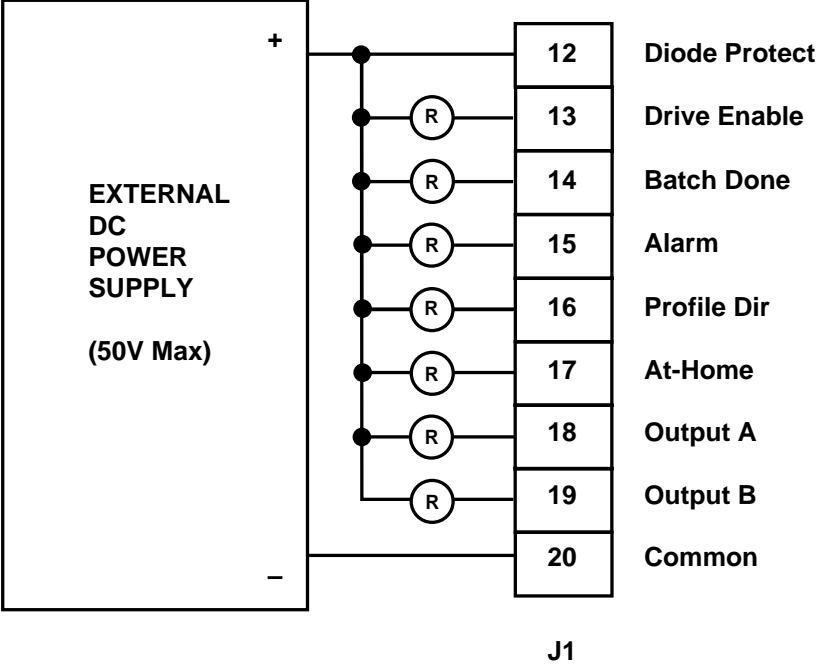 +
EXTERNAL
DC
POWER
SUPPLY
(50V Max)
–
12 Diode Protect
R 13 Drive Enable
R 14 Batch Done
R 15 Alarm
R 16 Profile Dir
R 17 At-Home
R 18 Output A
R 19 Output B
20 Common
J1